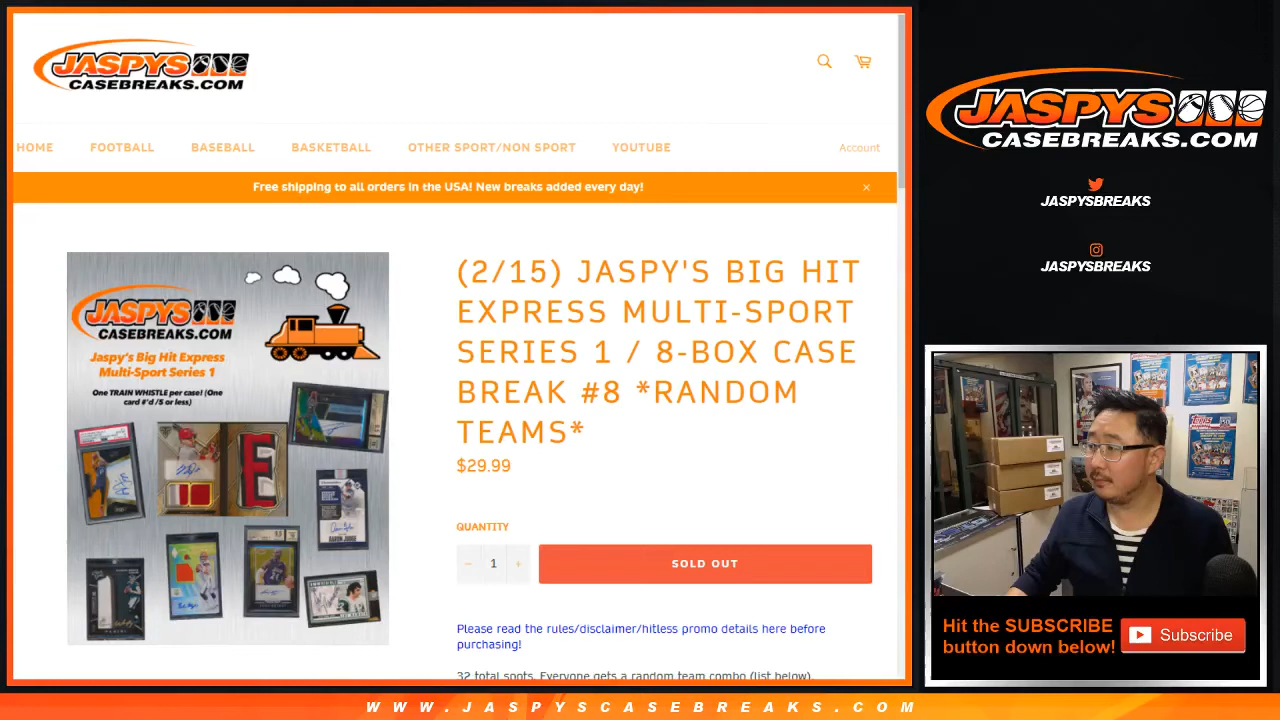 JASPYS
CASEBREAKS.COM
HOME FOOTBALL BASEBALL BASKETBALL OTHER SPORT/NON SPORT YOUTUBE Account
Free shipping to all orders in the USA! New breaks added every day! ×
JASPYS
CASEBREAKS.COM
Jaspy's Big Hit Express
Multi-Sport Series 1
One TRAIN WHISTLE per case! (One
card #'d /5 or less)
E
AARON JUDGE
(2/15) JASPY'S BIG HIT
EXPRESS MULTI-SPORT
SERIES 1 / 8-BOX CASE
BREAK #8 *RANDOM
TEAMS*
$29.99
QUANTITY
− 1 +
SOLD OUT
Please read the rules/disclaimer/hitless promo details here before
purchasing!
32 total spots. Everyone gets a random team combo (list below).
JASPYS
CASEBREAKS.COM
JASPYSBREAKS
JASPYSBREAKS
TOPPS
Hit the SUBSCRIBE
button down below!
Subscribe
WWW.JASPYSCASEBREAKS.COM